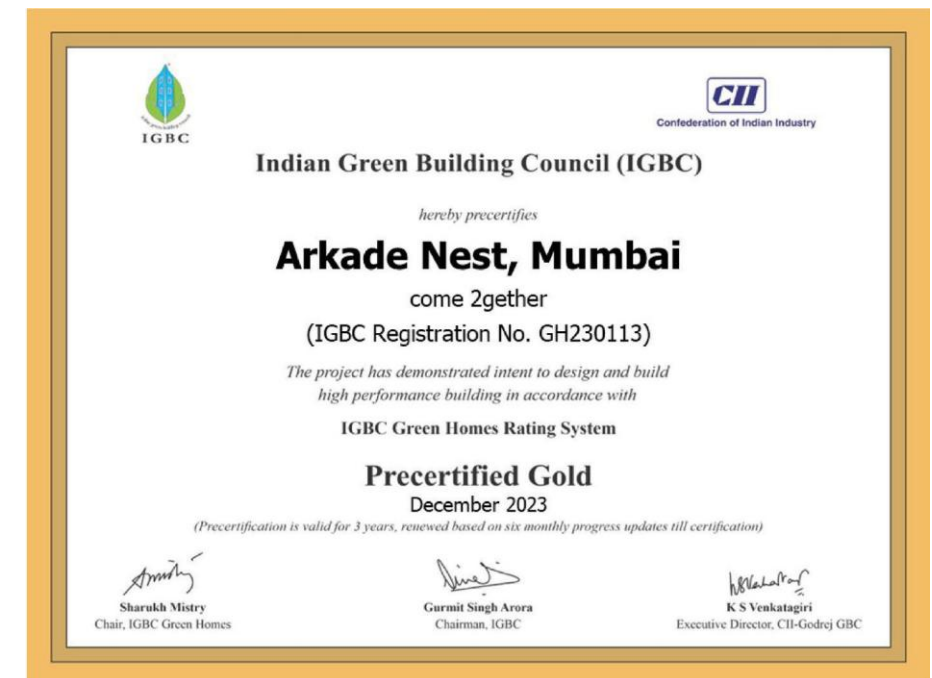 IGBC
CII
Confederation of Indian Industry
Indian Green Building Council (IGBC)
hereby precertifies
Arkade Nest, Mumbai
come 2gether
(IGBC Registration No. GH230113)
The project has demonstrated intent to design and build
high performance building in accordance with
IGBC Green Homes Rating System
Precertified Gold
December 2023
(Precertification is valid for 3 years, renewed based on six monthly progress updates till certification)
Sharukh Mistry
Chair, IGBC Green Homes
Gurmit Singh Arora
Chairman, IGBC
K S Venkatagiri
Executive Director, CII-Godrej GBC